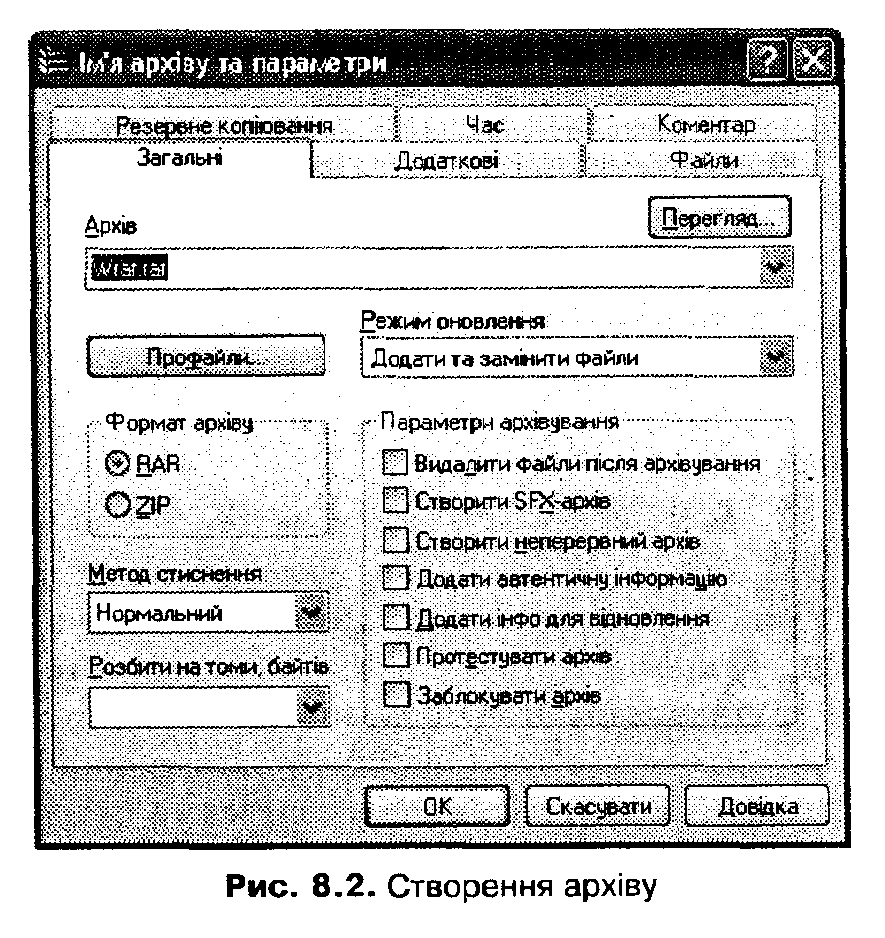 Ім'я архіву та параметри
Резервне копіювання Час Коментар
Загальні Додаткові Файли
Перегляд...
Архів
Wrar.rar
Режим оновлення
Профайли... Додати та замінити файли
Формат архіву Параметри архівування
RAR Видалити файли після архівування
ZIP Створити SFX-архів
Створити неперервний архів
Метод стиснення Додати автентичну інформацію
Нормальний Додати інфо для відновлення
Розбити на томи, байтів Протестувати архів
Заблокувати архів
OK Скасувати Довідка
Рис. 8.2. Створення архіву